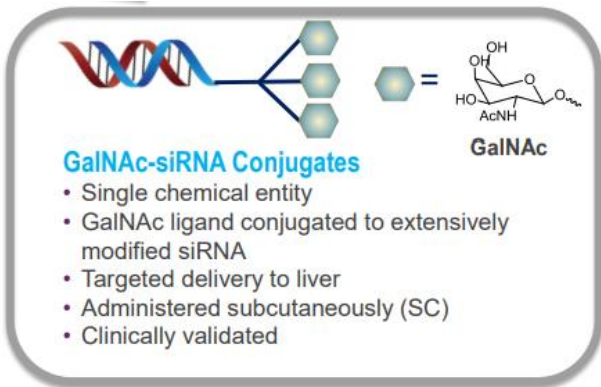 =
OH
OH
O
HO
O
AcNH
GalNAc
GalNAc-siRNA Conjugates
• Single chemical entity
• GalNAc ligand conjugated to extensively
modified siRNA
• Targeted delivery to liver
• Administered subcutaneously (SC)
• Clinically validated